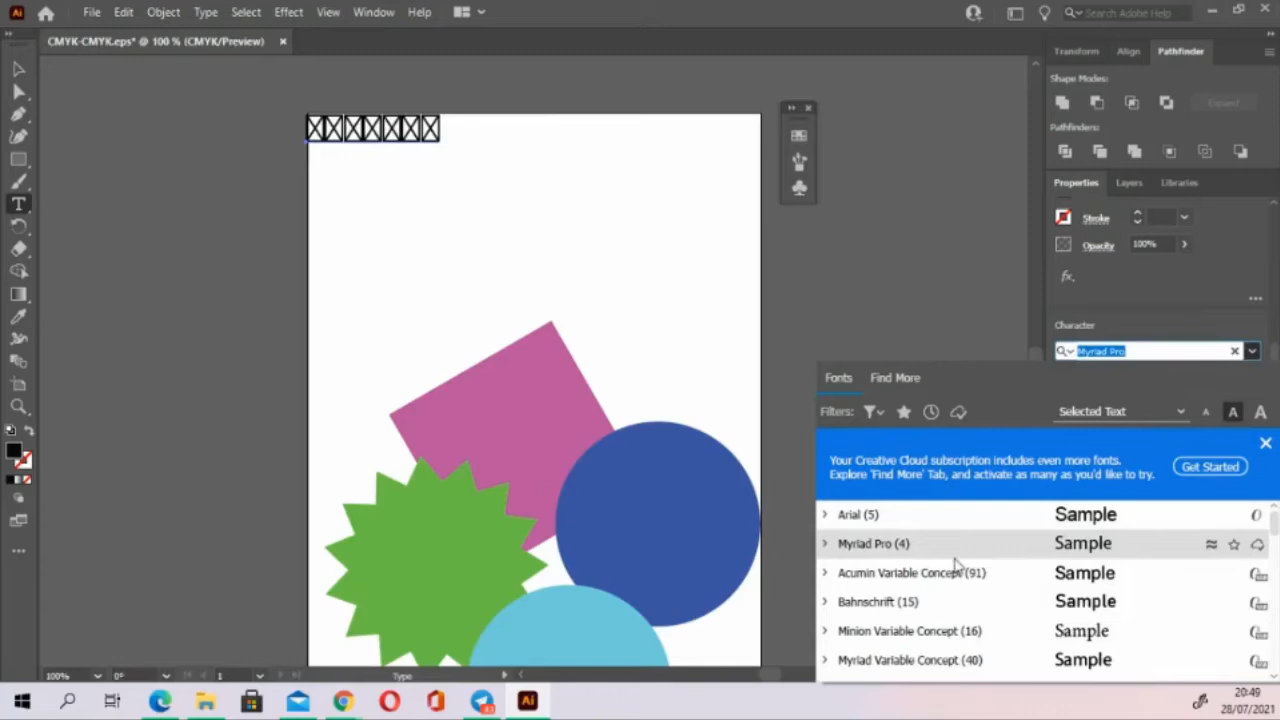 File Edit Object Type Select Effect View Window Help
Search Adobe Help
CMYK-CMYK.eps* @ 100 % (CMYK/Preview)
Transform Align Pathfinder
Shape Modes:
Expand
Pathfinders:
Properties Layers Libraries
Stroke
Opacity 100%
fx.
Character
Myriad Pro
Fonts Find More
Filters: Selected Text
Your Creative Cloud subscription includes even more fonts.
Explore 'Find More' Tab, and activate as many as you'd like to try.
Get Started
Arial (5) Sample
Myriad Pro (4) Sample
Acumin Variable Concept (91) Sample
Bahnschrift (15) Sample
Minion Variable Concept (16) Sample
Myriad Variable Concept (40) Sample
100% 0° 1 Type
20:49
28/07/2021